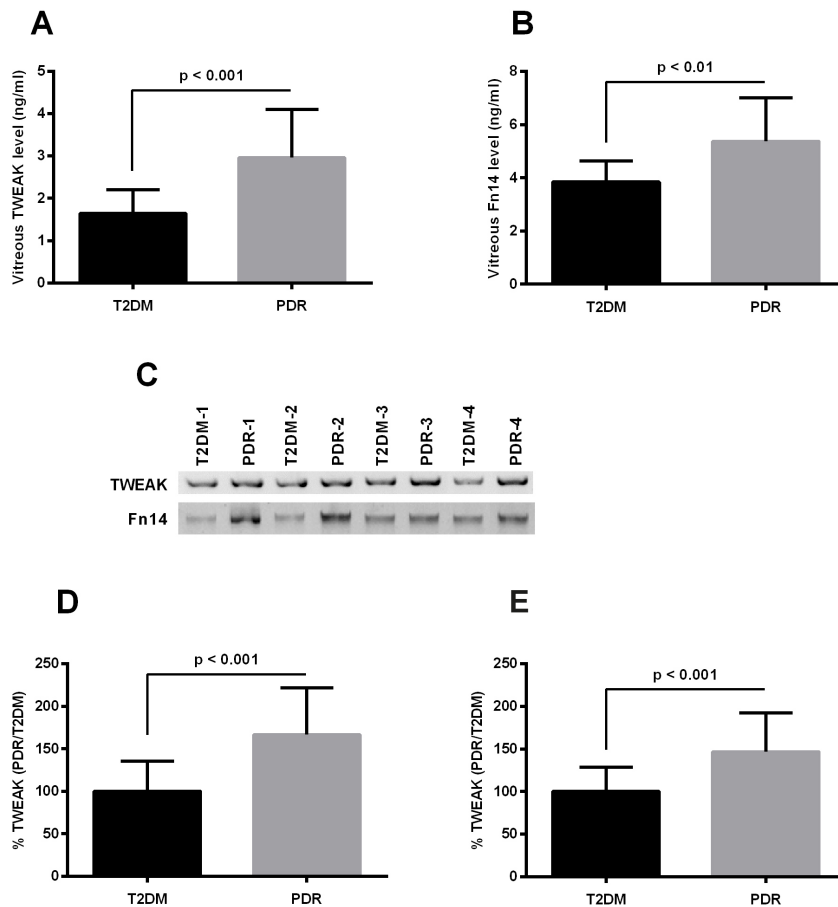 A
p < 0.001
Vitreous TWEAK level (ng/ml)
5
4
3
2
1
0
T2DM
PDR
B
p < 0.01
Vitreous Fn14 level (ng/ml)
8
6
4
2
0
T2DM
PDR
C
T2DM-1
PDR-1
T2DM-2
PDR-2
T2DM-3
PDR-3
T2DM-4
PDR-4
TWEAK
Fn14
D
p < 0.001
% TWEAK (PDR/T2DM)
250
200
150
100
50
0
T2DM
PDR
E
p < 0.001
% TWEAK (PDR/T2DM)
250
200
150
100
50
0
T2DM
PDR